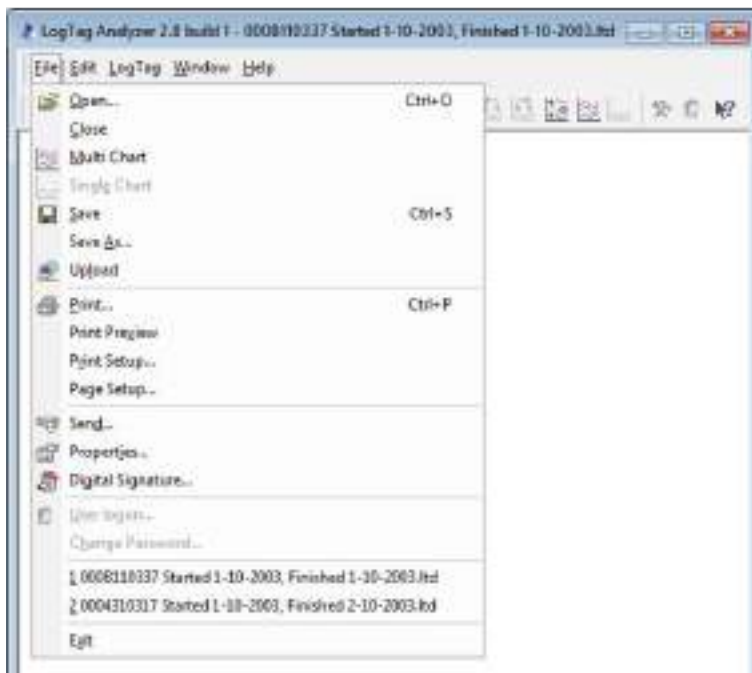 LogTag Analyzer 2.0 build 1 - 0008110337 Started 1-10-2003, Finished 1-10-2003.ltd
File Edit LogTag Window Help
Open... Ctrl+O
Close
Multi Chart
Single Chart
Save Ctrl+S
Save As...
Upload
Print... Ctrl+P
Print Preview
Print Setup...
Page Setup...
Send...
Properties...
Digital Signature...
User logon...
Change Password...
1 0008110337 Started 1-10-2003, Finished 1-10-2003.ltd
2 0004310317 Started 1-10-2003, Finished 2-10-2003.ltd
Exit